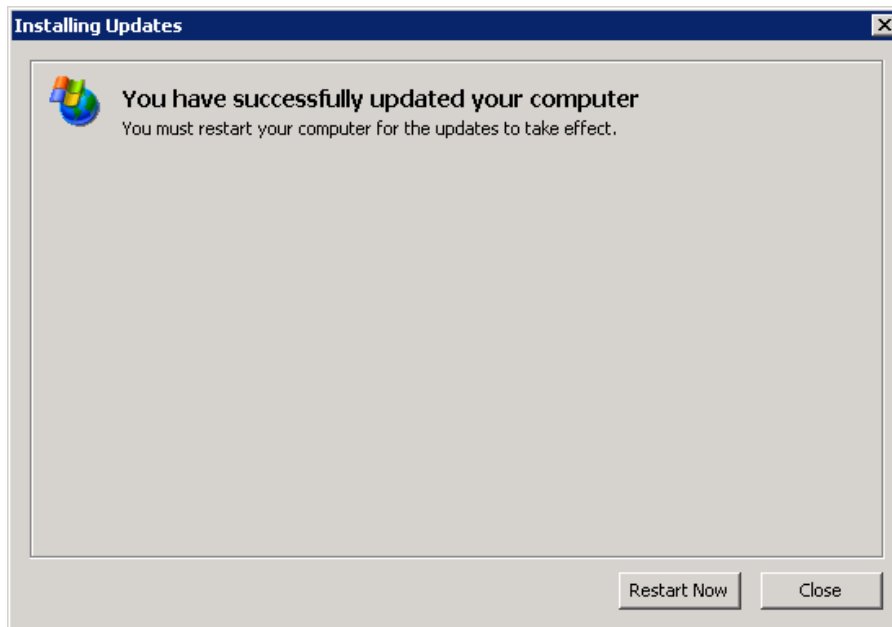 Installing Updates
You have successfully updated your computer
You must restart your computer for the updates to take effect.
Restart Now
Close